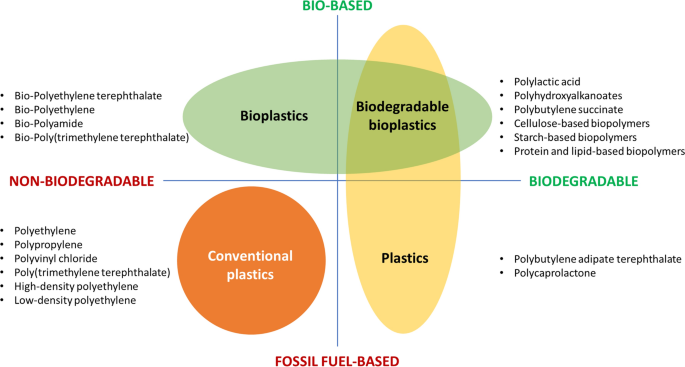 BIO-BASED
• Bio-Polyethylene terephthalate
• Bio-Polyethylene
• Bio-Polyamide
• Bio-Poly(trimethylene terephthalate)
Bioplastics
Biodegradable
bioplastics
• Polylactic acid
• Polyhydroxyalkanoates
• Polybutylene succinate
• Cellulose-based biopolymers
• Starch-based biopolymers
• Protein and lipid-based biopolymers
NON-BIODEGRADABLE
BIODEGRADABLE
• Polyethylene
• Polypropylene
• Polyvinyl chloride
• Poly(trimethylene terephthalate)
• High-density polyethylene
• Low-density polyethylene
Conventional
plastics
Plastics
• Polybutylene adipate terephthalate
• Polycaprolactone
FOSSIL FUEL-BASED